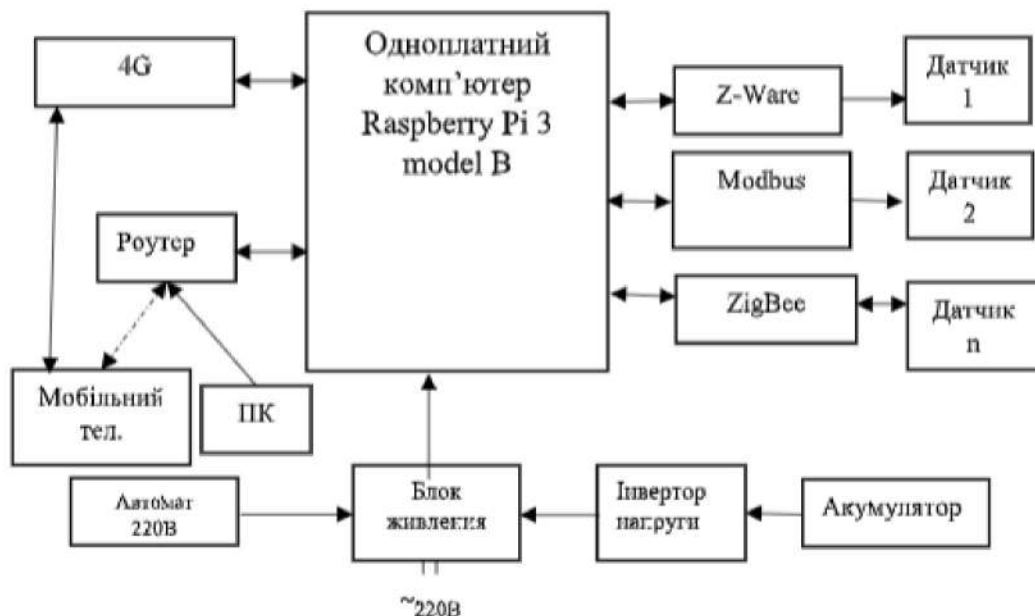 4G
Одноплатний
комп’ютер
Raspberry Pi 3
model B
Z-Ware
Датчик
1
Modbus
Датчик
2
Роутер
ZigBee
Датчик
n
Мобільний
тел.
ПК
Автомат
220В
Блок
живлення
Інвертор
напруги
Акумулятор
~220В